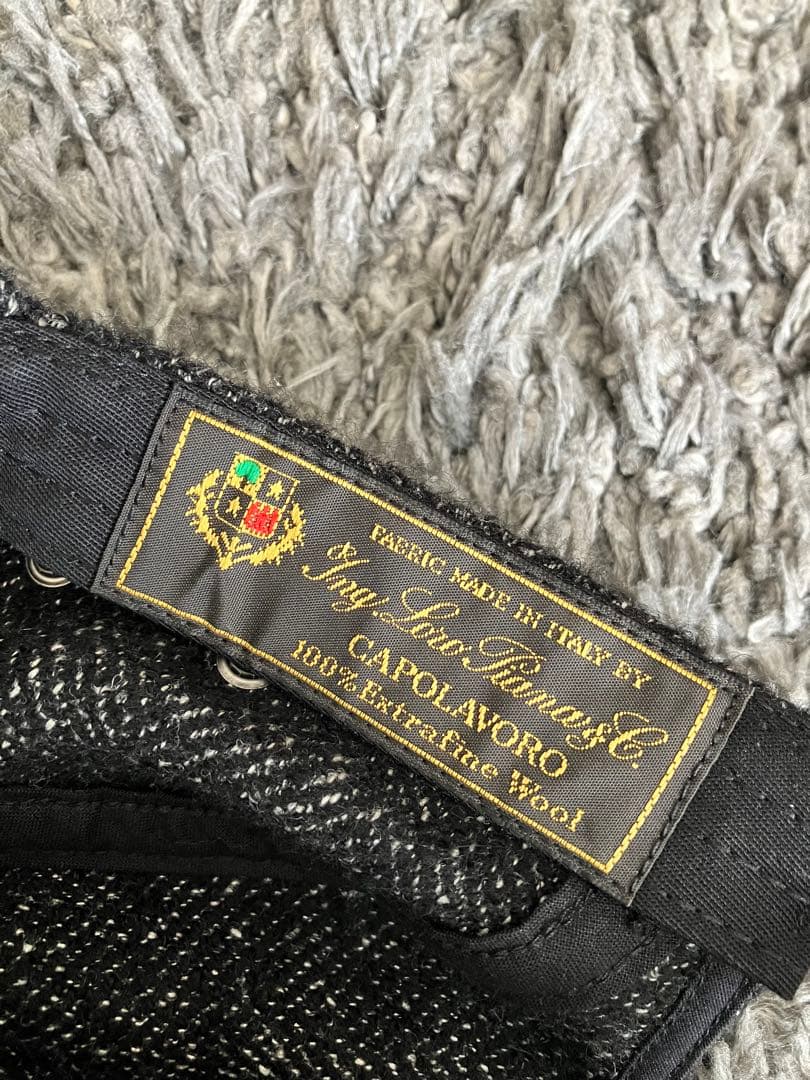 FABRIC MADE IN ITALY BY
Ing. Loro Piana & C.
CAPOLAVORO
100% Extrafine Wool